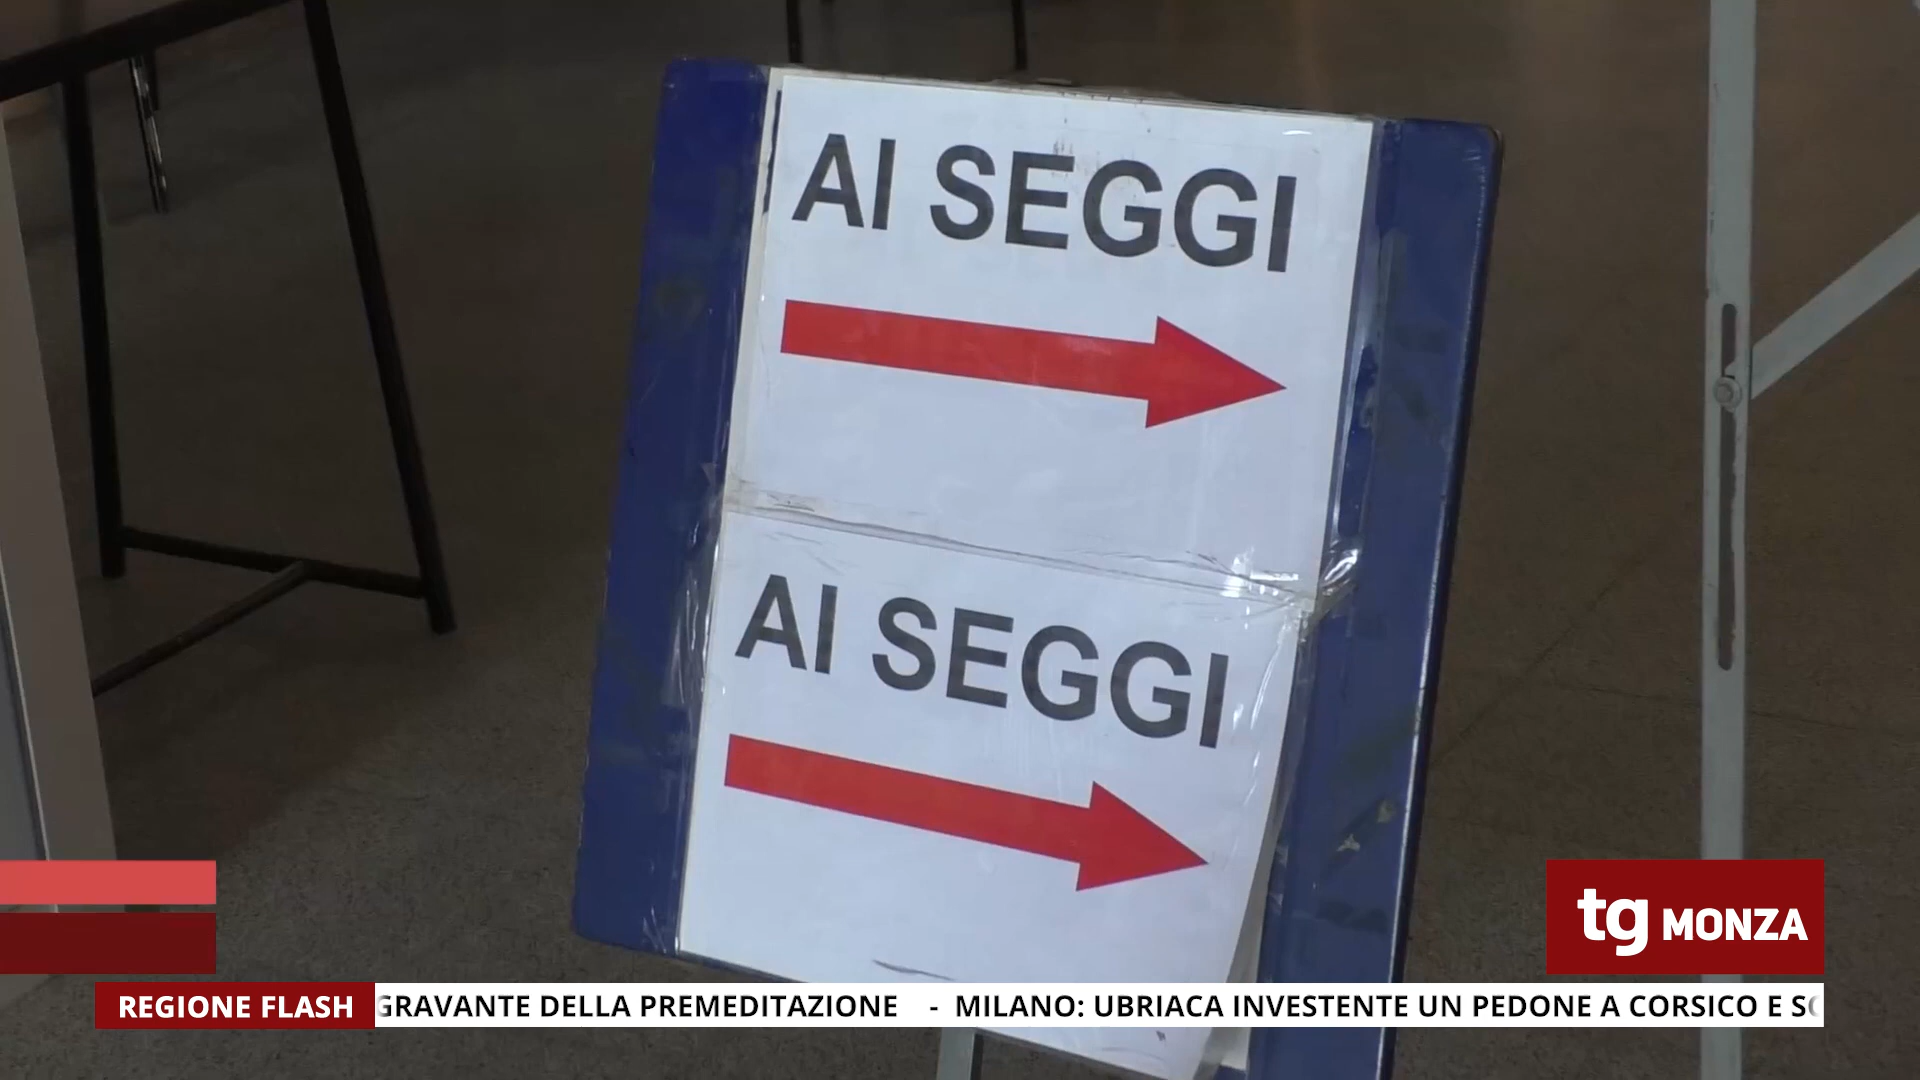 AI SEGGI
AI SEGGI
tg MONZA
REGIONE FLASH
GRAVANTE DELLA PREMEDITAZIONE - MILANO: UBRIACA INVESTENTE UN PEDONE A CORSICO E